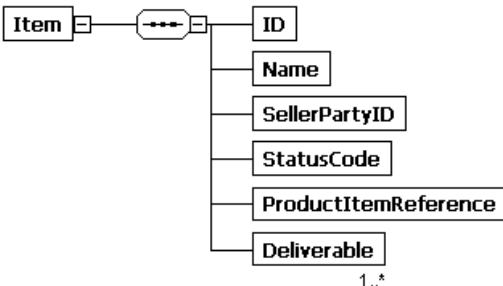 Item
ID
Name
SellerPartyID
StatusCode
ProductItemReference
Deliverable
1..*